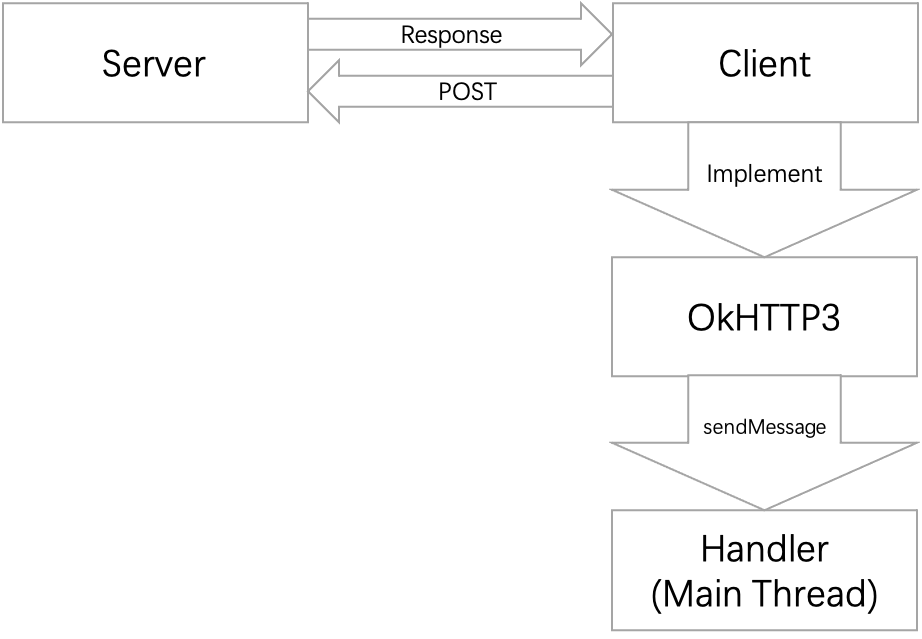 Server
Response
POST
Client
Implement
OkHTTP3
sendMessage
Handler
(Main Thread)